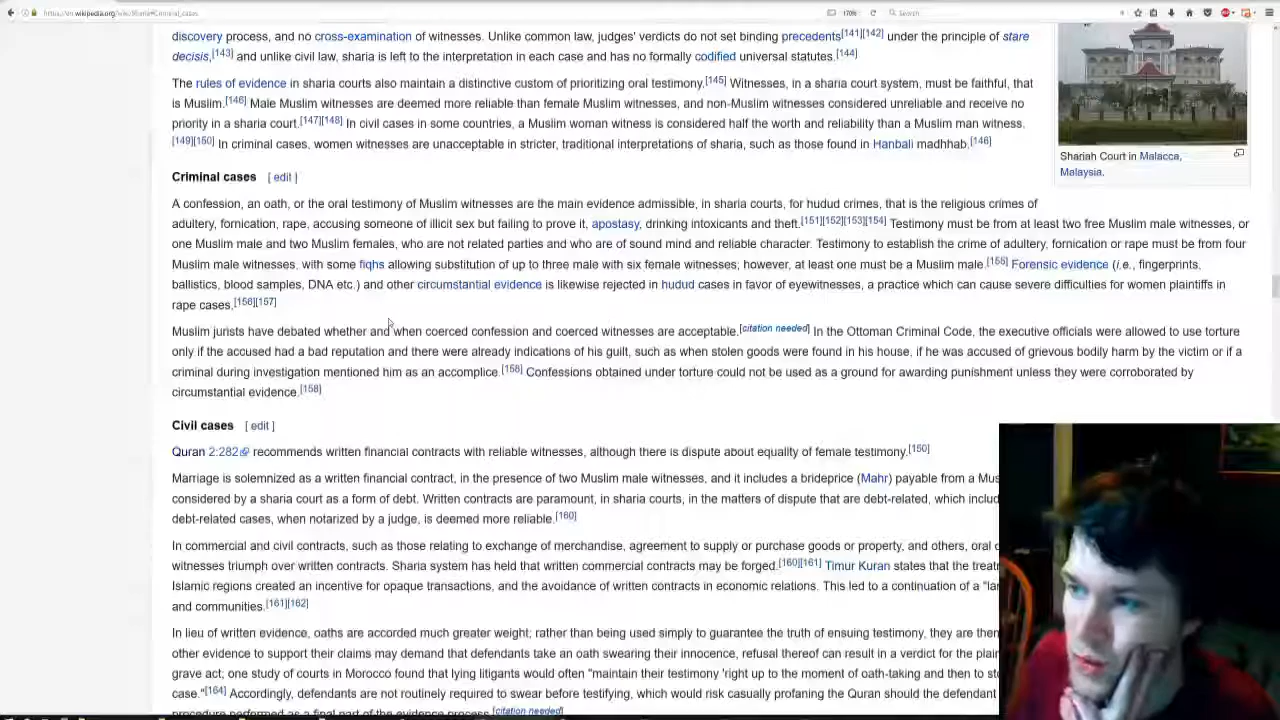 https://en.wikipedia.org/wiki/Sharia#Criminal_cases
170%
Search
discovery process, and no cross-examination of witnesses. Unlike common law, judges' verdicts do not set binding precedents[141][142] under the principle of stare
decisis,[143] and unlike civil law, sharia is left to the interpretation in each case and has no formally codified universal statutes.[144]
The rules of evidence in sharia courts also maintain a distinctive custom of prioritizing oral testimony.[145] Witnesses, in a sharia court system, must be faithful, that
is Muslim.[146] Male Muslim witnesses are deemed more reliable than female Muslim witnesses, and non-Muslim witnesses considered unreliable and receive no
priority in a sharia court.[147][148] In civil cases in some countries, a Muslim woman witness is considered half the worth and reliability than a Muslim man witness.
[149][150] In criminal cases, women witnesses are unacceptable in stricter, traditional interpretations of sharia, such as those found in Hanbali madhhab.[146]
Shariah Court in Malacca,
Malaysia.
Criminal cases [ edit ]
A confession, an oath, or the oral testimony of Muslim witnesses are the main evidence admissible, in sharia courts, for hudud crimes, that is the religious crimes of
adultery, fornication, rape, accusing someone of illicit sex but failing to prove it, apostasy, drinking intoxicants and theft.[151][152][153][154] Testimony must be from at least two free Muslim male witnesses, or
one Muslim male and two Muslim females, who are not related parties and who are of sound mind and reliable character. Testimony to establish the crime of adultery, fornication or rape must be from four
Muslim male witnesses, with some fiqhs allowing substitution of up to three male with six female witnesses; however, at least one must be a Muslim male.[155] Forensic evidence (i.e., fingerprints,
ballistics, blood samples, DNA etc.) and other circumstantial evidence is likewise rejected in hudud cases in favor of eyewitnesses, a practice which can cause severe difficulties for women plaintiffs in
rape cases.[156][157]
Muslim jurists have debated whether and when coerced confession and coerced witnesses are acceptable.[citation needed] In the Ottoman Criminal Code, the executive officials were allowed to use torture
only if the accused had a bad reputation and there were already indications of his guilt, such as when stolen goods were found in his house, if he was accused of grievous bodily harm by the victim or if a
criminal during investigation mentioned him as an accomplice.[158] Confessions obtained under torture could not be used as a ground for awarding punishment unless they were corroborated by
circumstantial evidence.[158]
Civil cases [ edit ]
Quran 2:282 recommends written financial contracts with reliable witnesses, although there is dispute about equality of female testimony.[150]
Marriage is solemnized as a written financial contract, in the presence of two Muslim male witnesses, and it includes a brideprice (Mahr) payable from a Mus
considered by a sharia court as a form of debt. Written contracts are paramount, in sharia courts, in the matters of dispute that are debt-related, which includ
debt-related cases, when notarized by a judge, is deemed more reliable.[160]
In commercial and civil contracts, such as those relating to exchange of merchandise, agreement to supply or purchase goods or property, and others, oral c
witnesses triumph over written contracts. Sharia system has held that written commercial contracts may be forged.[160][161] Timur Kuran states that the treatr
Islamic regions created an incentive for opaque transactions, and the avoidance of written contracts in economic relations. This led to a continuation of a "lar
and communities.[161][162]
In lieu of written evidence, oaths are accorded much greater weight; rather than being used simply to guarantee the truth of ensuing testimony, they are then
other evidence to support their claims may demand that defendants take an oath swearing their innocence, refusal thereof can result in a verdict for the plain
grave act; one study of courts in Morocco found that lying litigants would often "maintain their testimony 'right up to the moment of oath-taking and then to sto
case."[164] Accordingly, defendants are not routinely required to swear before testifying, which would risk casually profaning the Quran should the defendant
procedure performed as a final part of the evidence process.[citation needed]